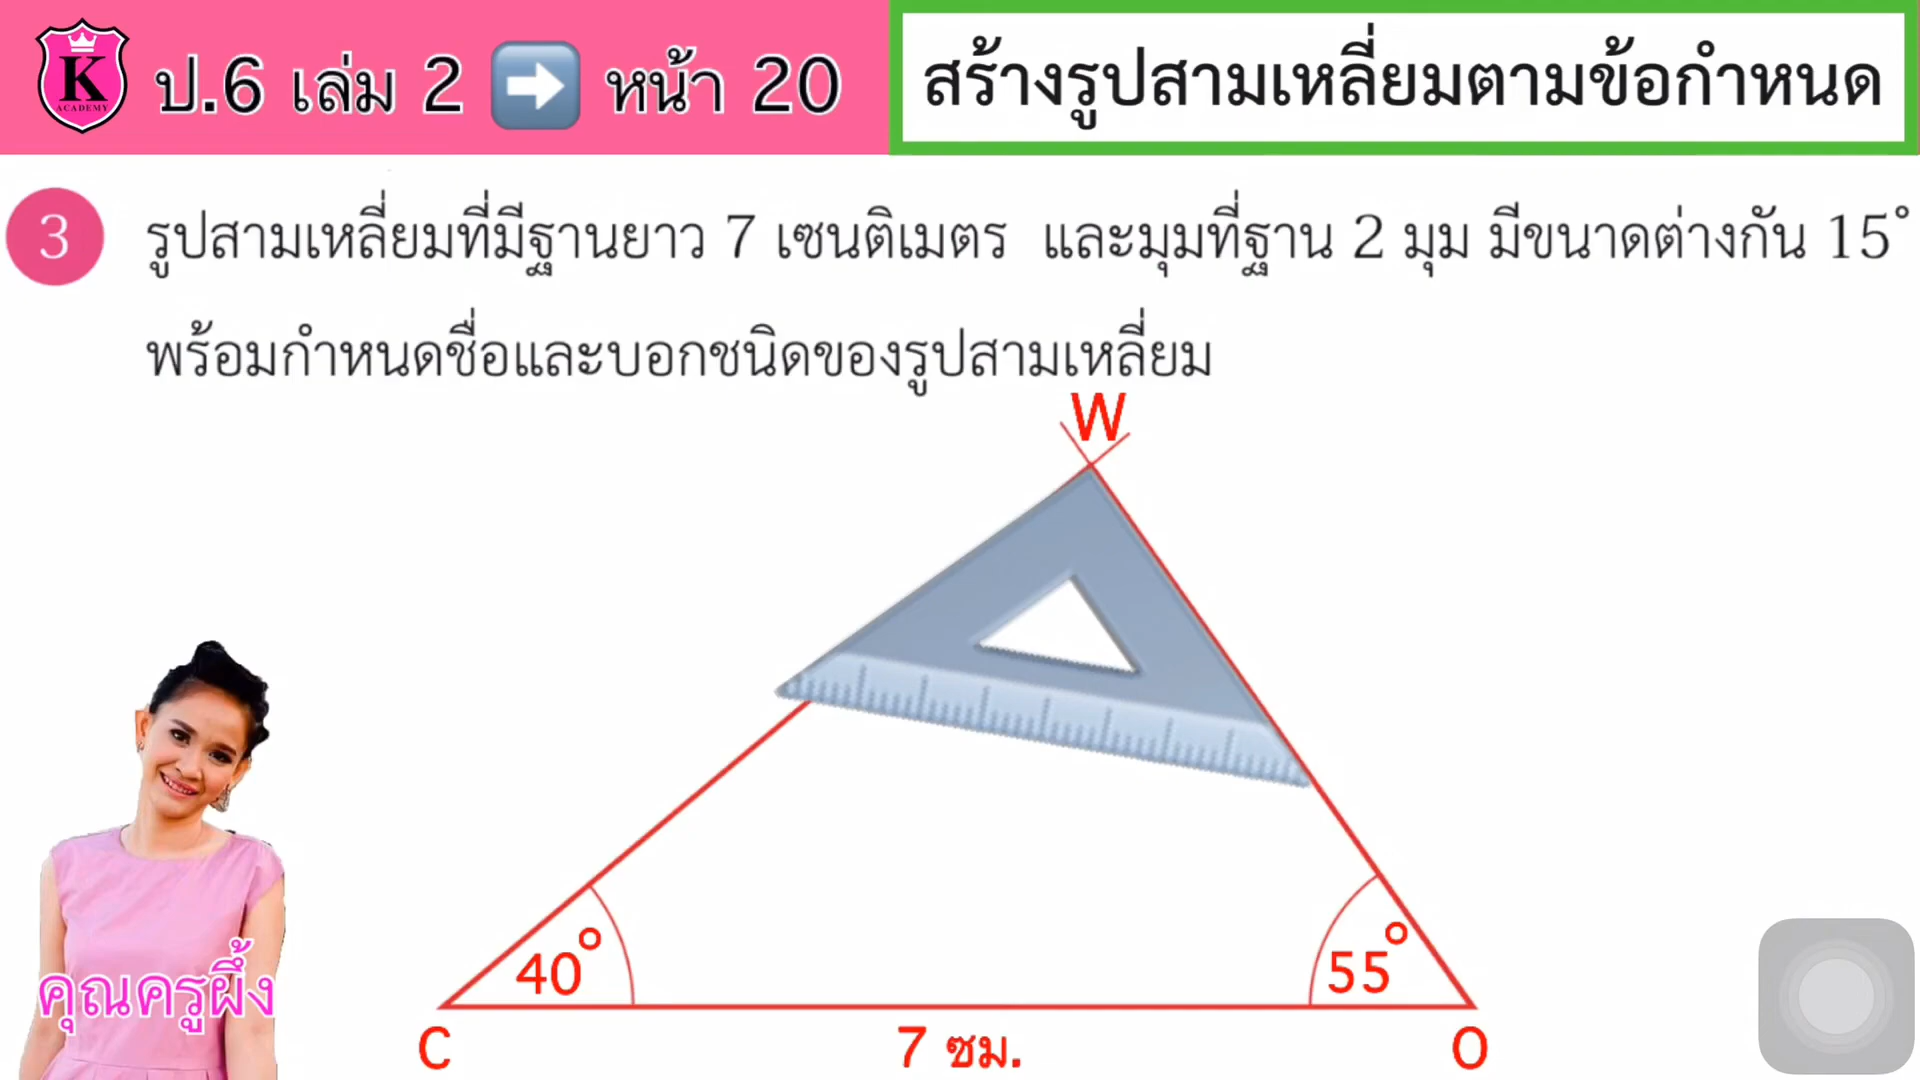 K
ACADEMY
ป.6 เล่ม 2 ➡ หน้า 20
สร้างรูปสามเหลี่ยมตามข้อกำหนด
3 รูปสามเหลี่ยมที่มีฐานยาว 7 เซนติเมตร และมุมที่ฐาน 2 มุม มีขนาดต่างกัน 15°
พร้อมกำหนดชื่อและบอกชนิดของรูปสามเหลี่ยม
W
40° 55°
คุณครูผึ้ง
C 7 ซม. O